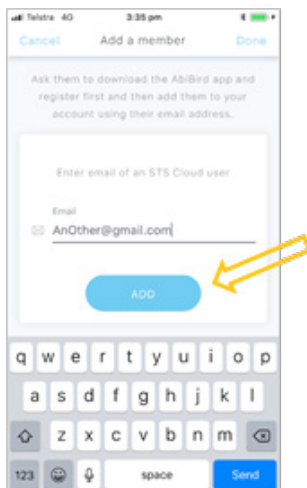 Telstra 4G 3:35 pm
Cancel Add a member Done
Ask them to download the AbiBird app and
register first and then add them to your
account using their email address.
Enter email of an STS Cloud user
Email
AnOther@gmail.com
ADD
q w e r t y u i o p
a s d f g h j k l
z x c v b n m
123 space Send